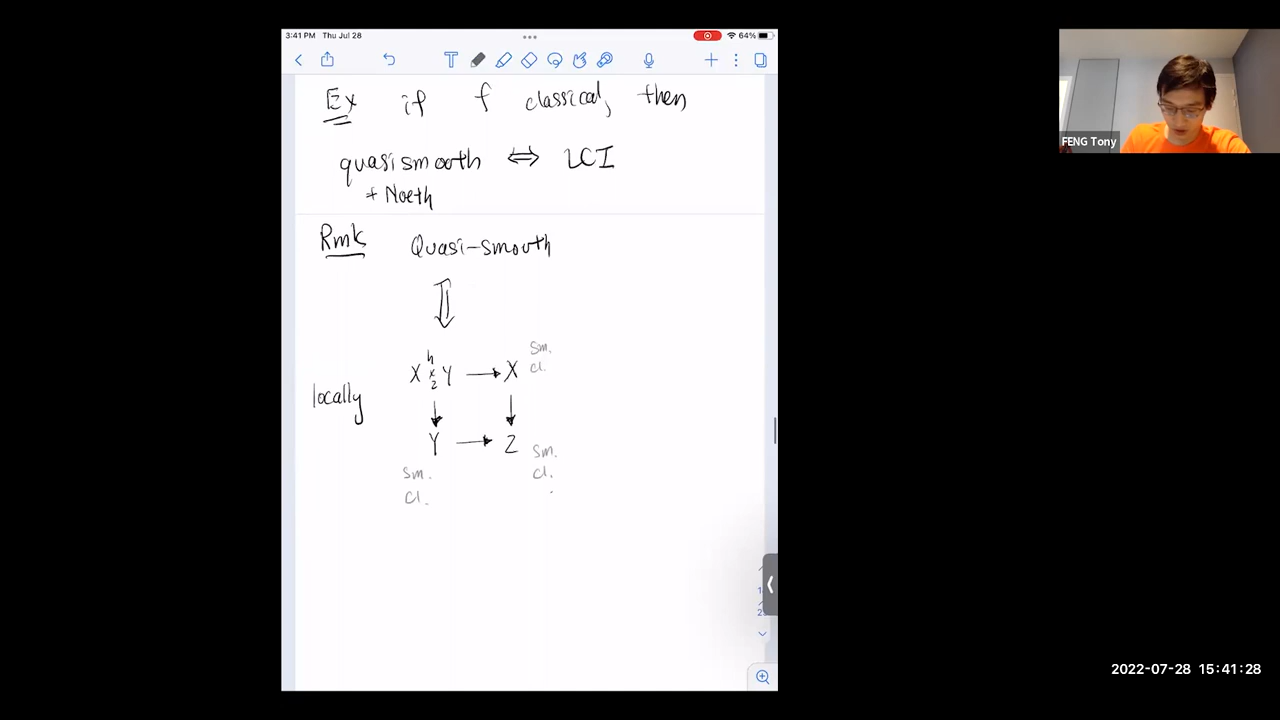 3:41 PM Thu Jul 28
64%
Ex if f classical, then
quasismooth ⇔ LCI
+ Noeth
Rmk Quasi-smooth
h
X × Y → X sm. cl.
Z
locally
Y → Z sm. cl.
sm.
cl.
FENG Tony
2022-07-28 15:41:28